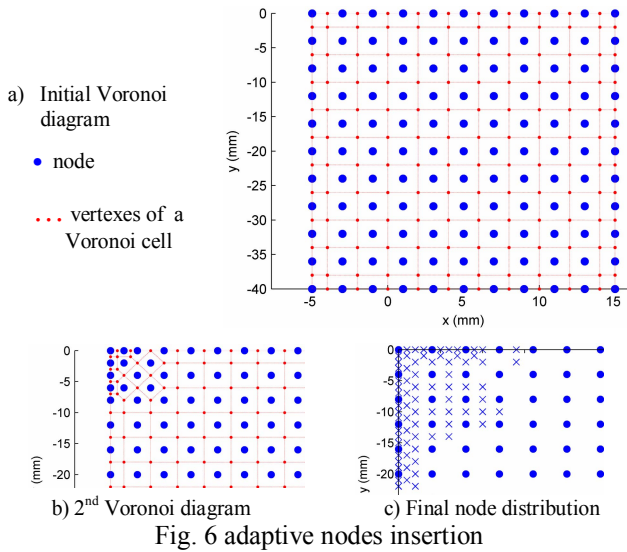 a) Initial Voronoi
diagram
node
vertexes of a
Voronoi cell
0
-5
-10
-15
-20
-25
-30
-35
-40
y (mm)
-5 0 5 10 15
x (mm)
0
-5
-10
-15
-20
(mm)
b) 2nd Voronoi diagram
0
-5
-10
-15
-20
y (mm)
c) Final node distribution
Fig. 6 adaptive nodes insertion